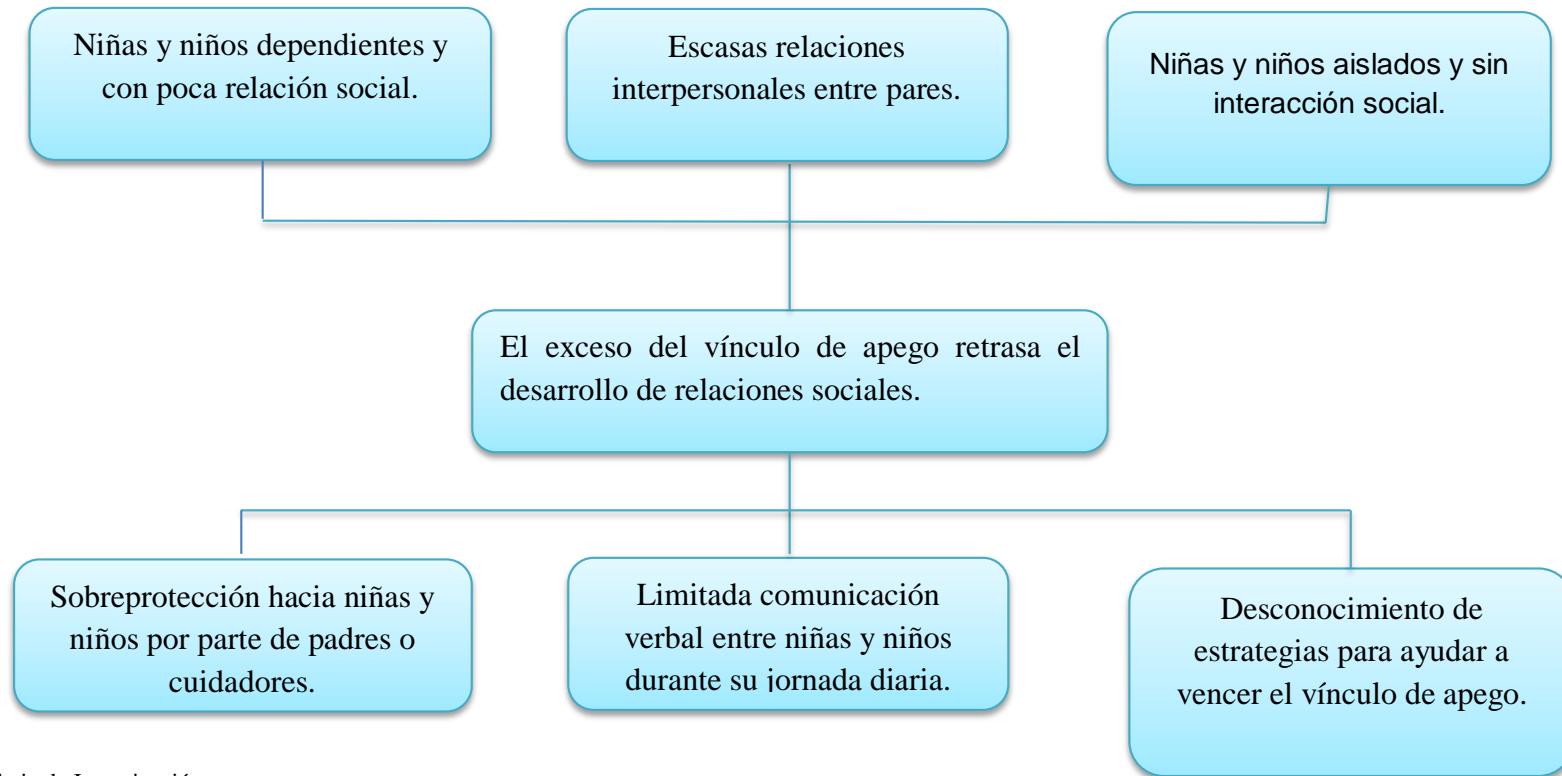 Niñas y niños dependientes y
con poca relación social.
Escasas relaciones
interpersonales entre pares.
Niñas y niños aislados y sin
interacción social.
El exceso del vínculo de apego retrasa el
desarrollo de relaciones sociales.
Sobreprotección hacia niñas y
niños por parte de padres o
cuidadores.
Limitada comunicación
verbal entre niñas y niños
durante su jornada diaria.
Desconocimiento de
estrategias para ayudar a
vencer el vínculo de apego.